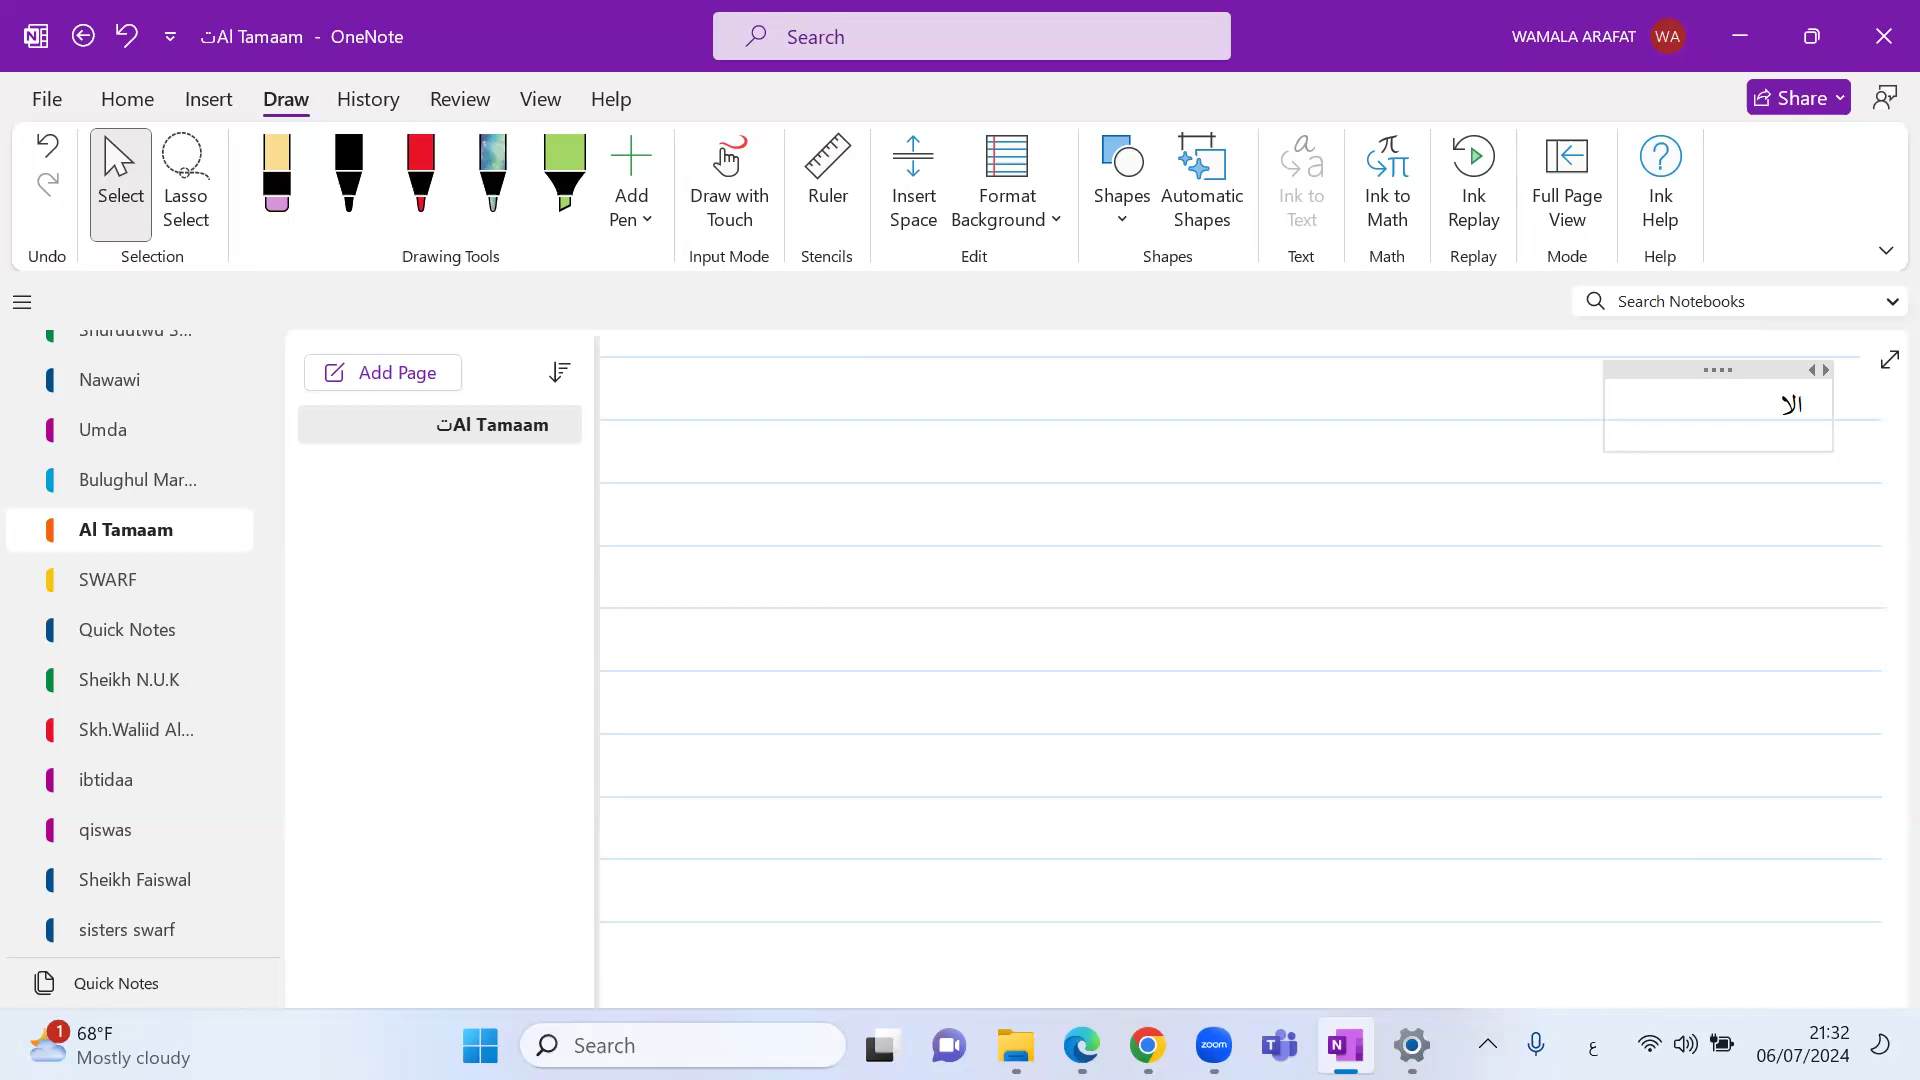 تAl Tamaam - OneNote
Search
WAMALA ARAFAT
WA
File
Home
Insert
Draw
History
Review
View
Help
Share
Select
Lasso Select
Add Pen
Draw with Touch
Ruler
Insert Space
Format Background
Shapes
Automatic Shapes
Ink to Text
Ink to Math
Ink Replay
Full Page View
Ink Help
Undo
Selection
Drawing Tools
Input Mode
Stencils
Edit
Shapes
Text
Math
Replay
Mode
Help
Search Notebooks
Nawawi
Umda
Bulughul Mar...
Al Tamaam
SWARF
Quick Notes
Sheikh N.U.K
Skh.Waliid Al...
ibtidaa
qiswas
Sheikh Faiswal
sisters swarf
Quick Notes
Add Page
تAl Tamaam
الا
1
68°F
Mostly cloudy
Search
zoom
ع
21:32
06/07/2024